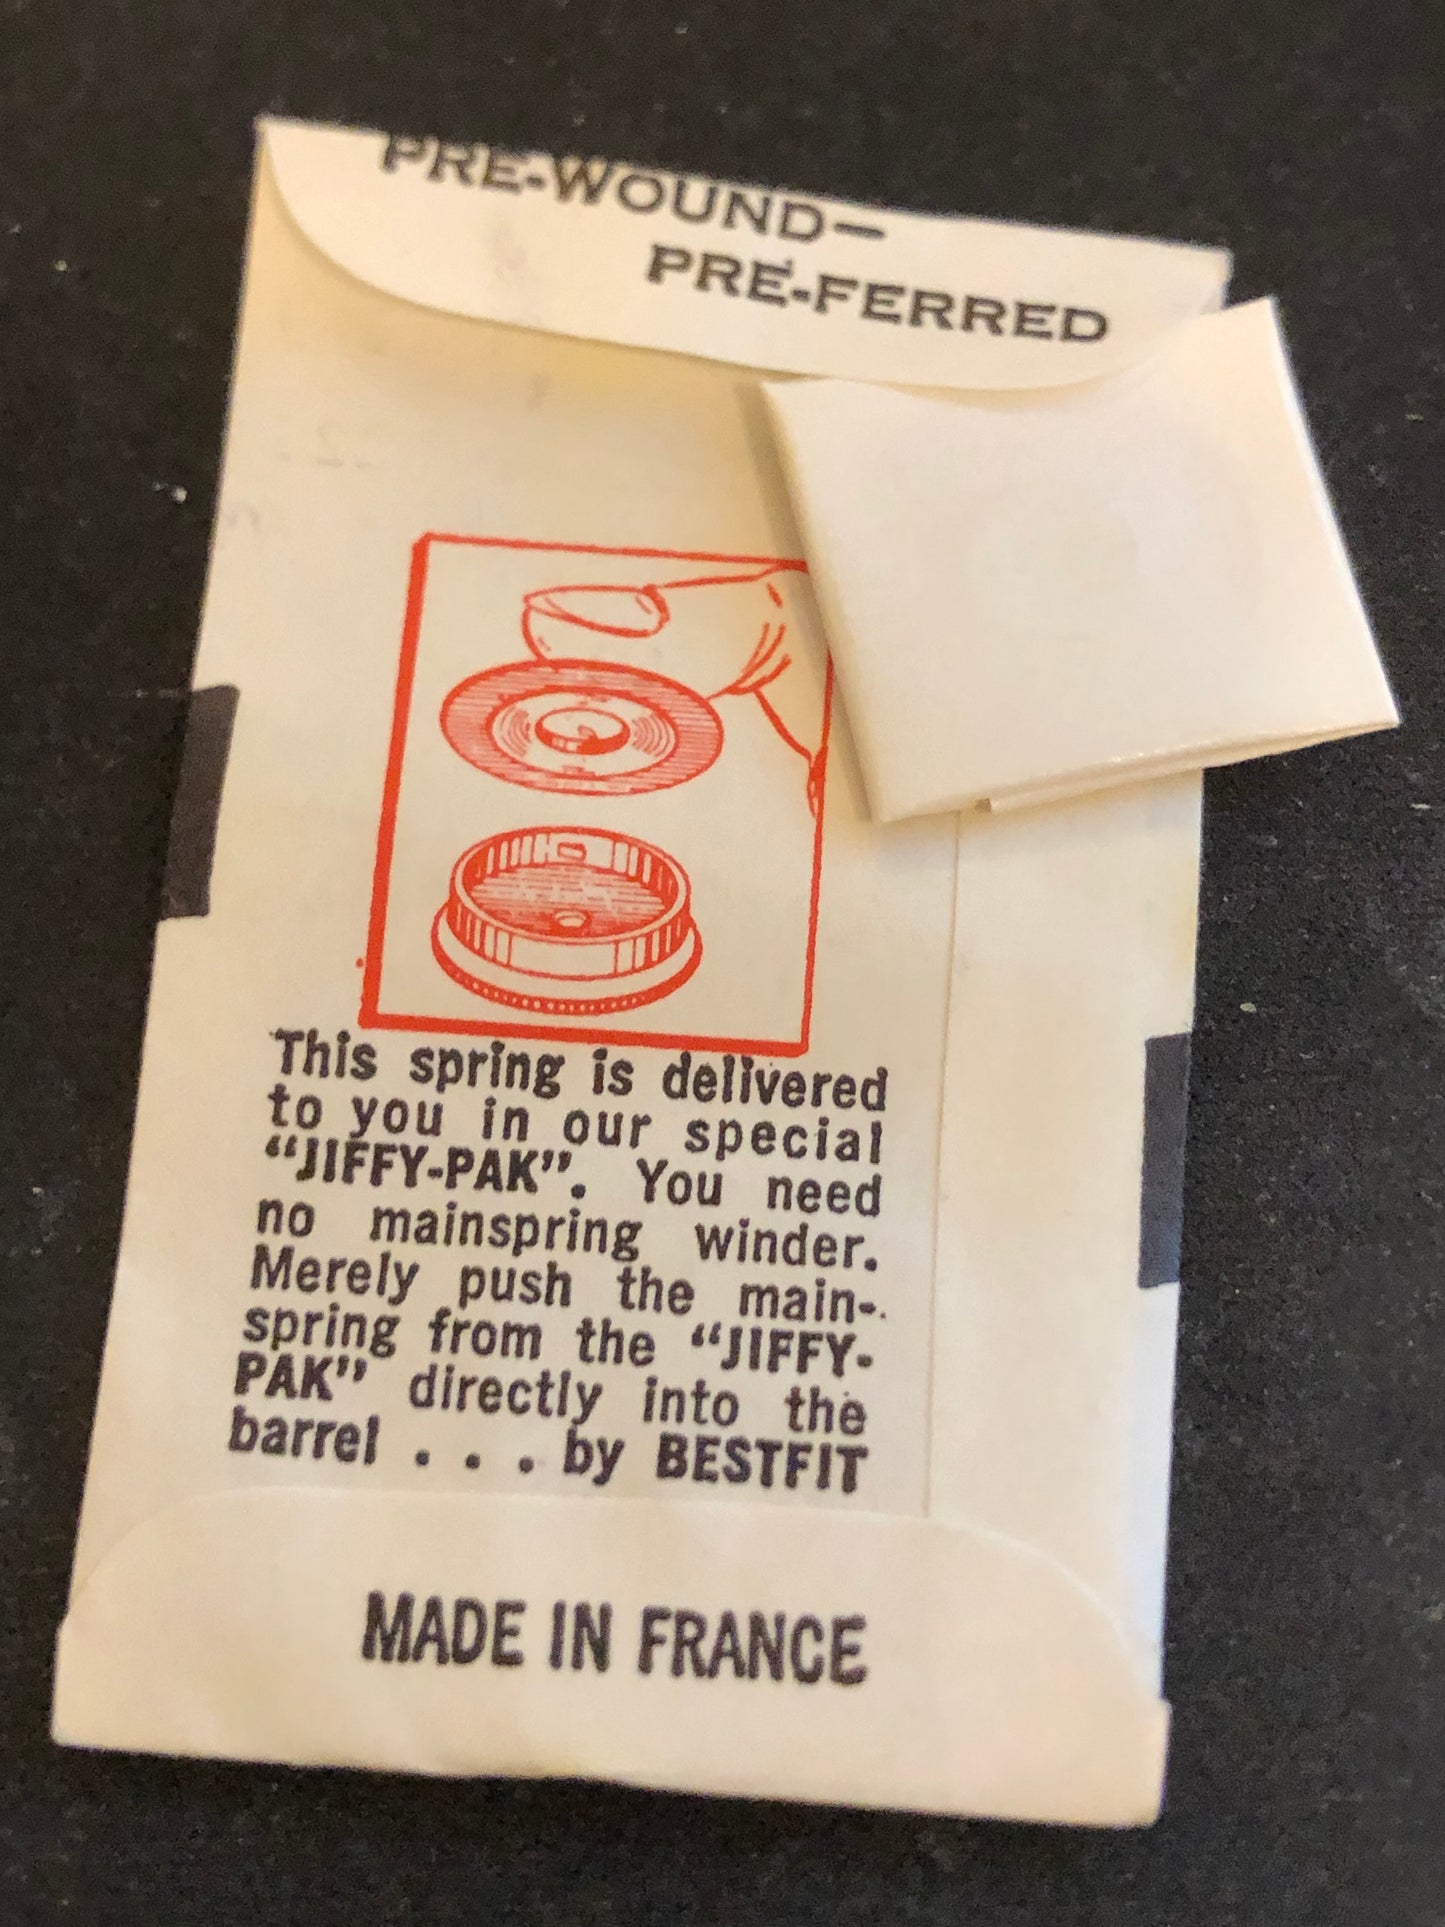 PRE-WOUND—
PRE-FERRED
This spring is delivered
to you in our special
“JIFFY-PAK”. You need
no mainspring winder.
Merely push the main-
spring from the “JIFFY-
PAK” directly into the
barrel . . . by BESTFIT
MADE IN FRANCE